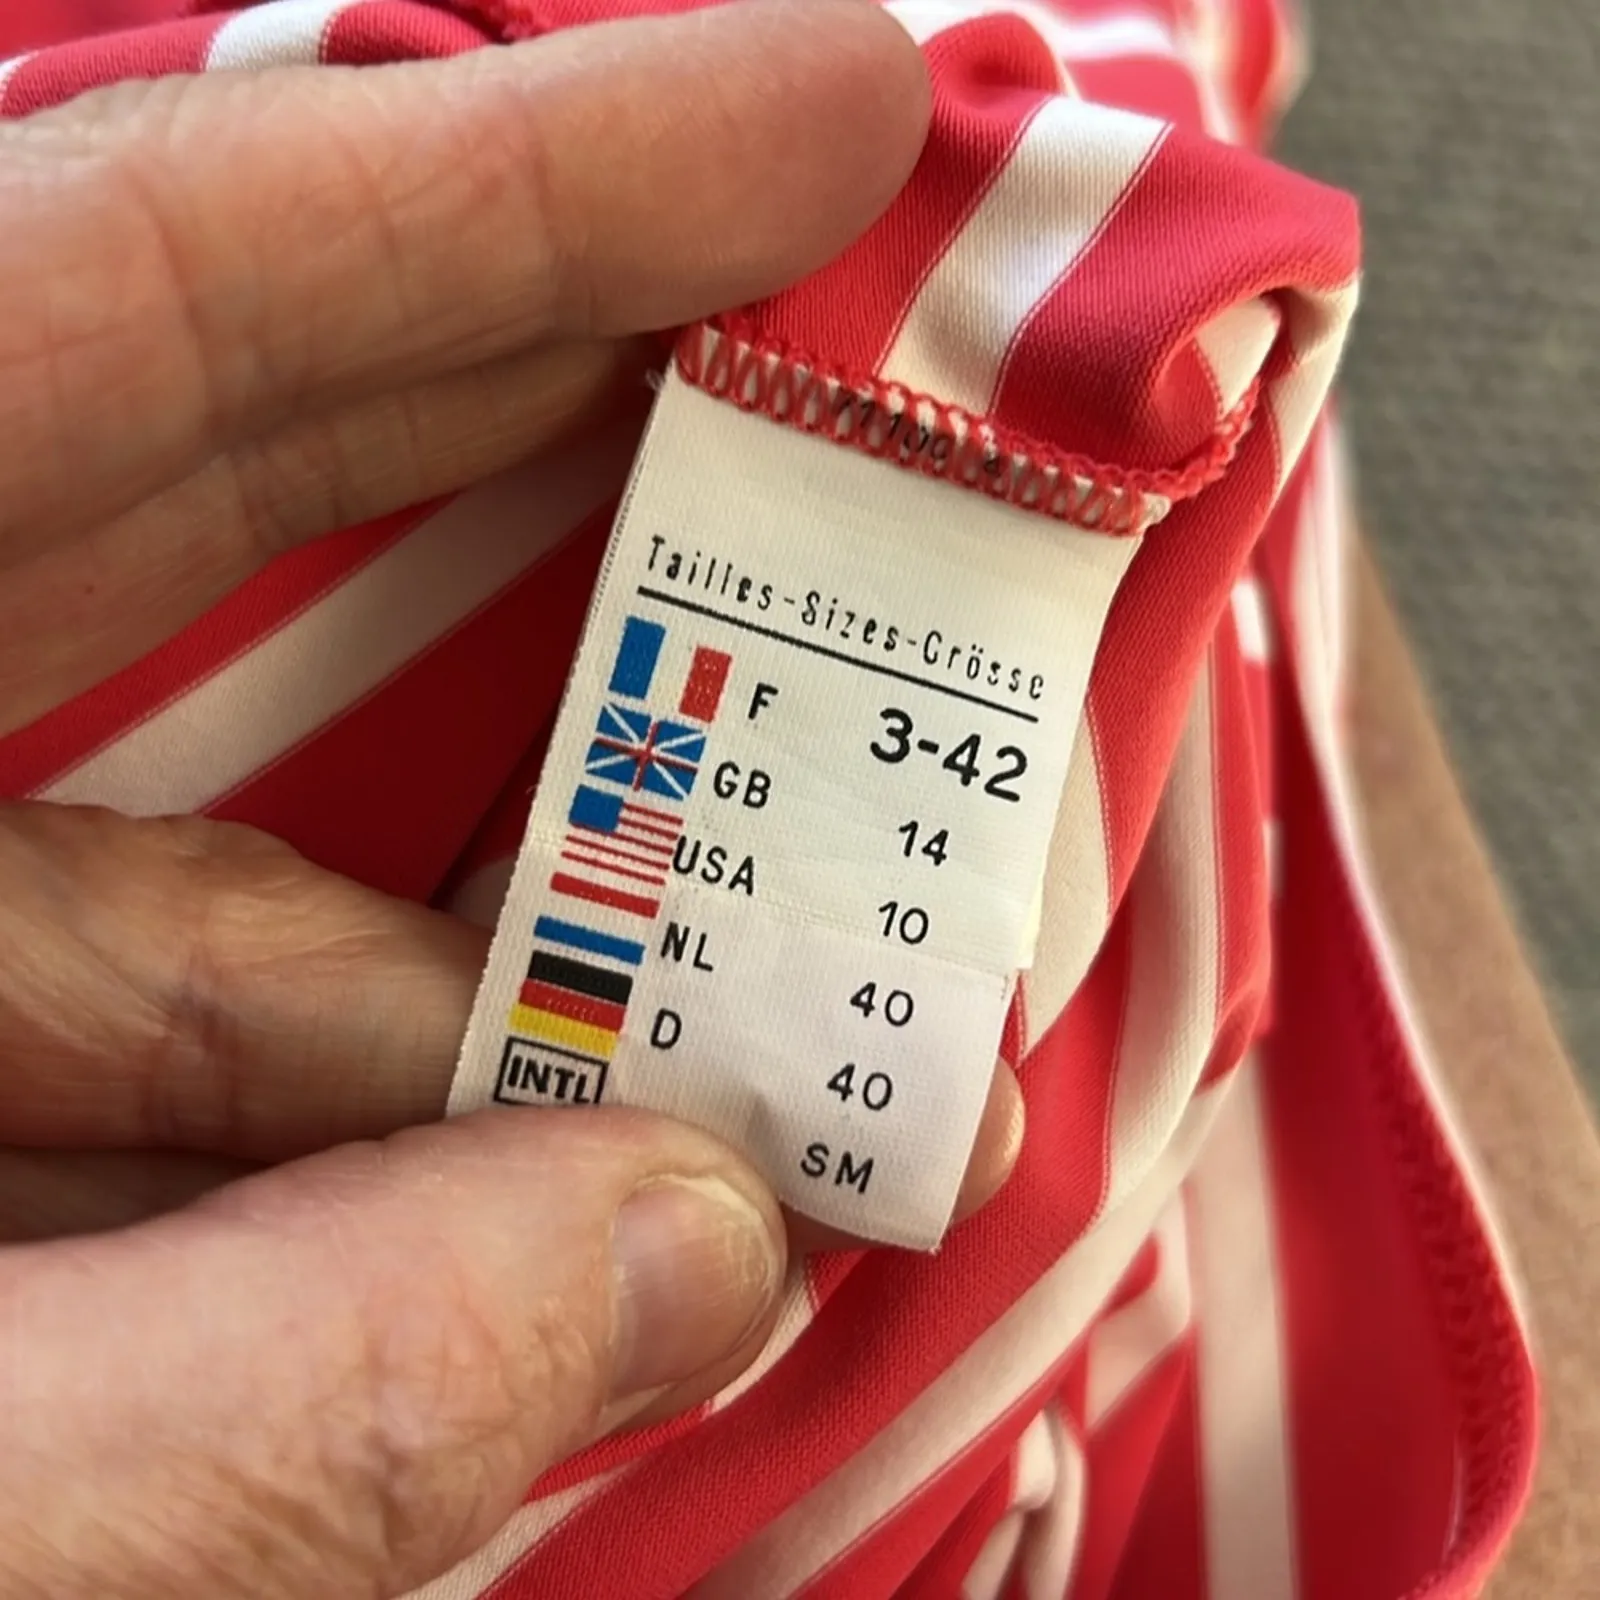 Tailles-Sizes-Grösse
F 3-42
GB 14
USA 10
NL 40
D 40
INTL SM